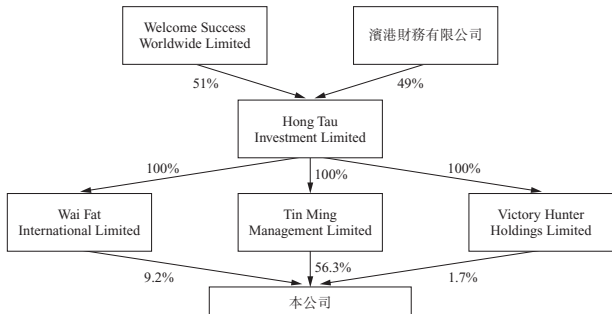 Welcome Success
Worldwide Limited
濱港財務有限公司
51%
49%
Hong Tau
Investment Limited
100%
100%
100%
Wai Fat
International Limited
Tin Ming
Management Limited
Victory Hunter
Holdings Limited
9.2%
56.3%
1.7%
本公司